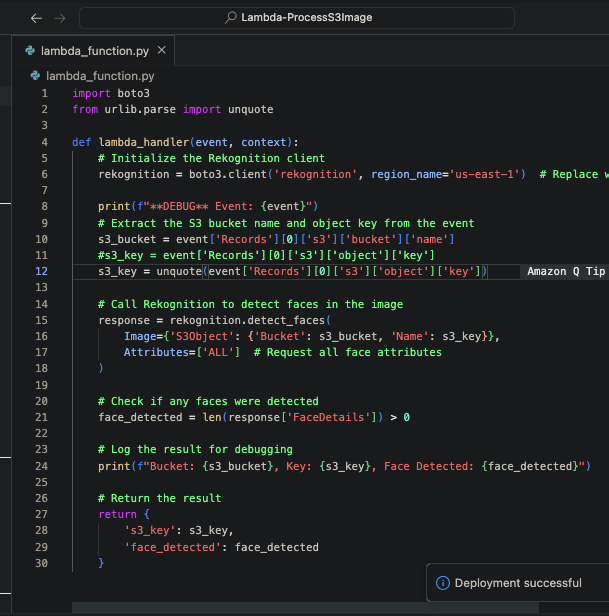 Lambda-ProcessS3Image
lambda_function.py
lambda_function.py
1 import boto3
2 from urlib.parse import unquote
3
4 def lambda_handler(event, context):
5 # Initialize the Rekognition client
6 rekognition = boto3.client('rekognition', region_name='us-east-1') # Replace w
7
8 print(f"**DEBUG** Event: {event}")
9 # Extract the S3 bucket name and object key from the event
10 s3_bucket = event['Records'][0]['s3']['bucket']['name']
11 #s3_key = event['Records'][0]['s3']['object']['key']
12 s3_key = unquote(event['Records'][0]['s3']['object']['key']) Amazon Q Tip
13
14 # Call Rekognition to detect faces in the image
15 response = rekognition.detect_faces(
16 Image={'S3Object': {'Bucket': s3_bucket, 'Name': s3_key}},
17 Attributes=['ALL'] # Request all face attributes
18 )
19
20 # Check if any faces were detected
21 face_detected = len(response['FaceDetails']) > 0
22
23 # Log the result for debugging
24 print(f"Bucket: {s3_bucket}, Key: {s3_key}, Face Detected: {face_detected}")
25
26 # Return the result
27 return {
28 's3_key': s3_key,
29 'face_detected': face_detected
30 }
Deployment successful